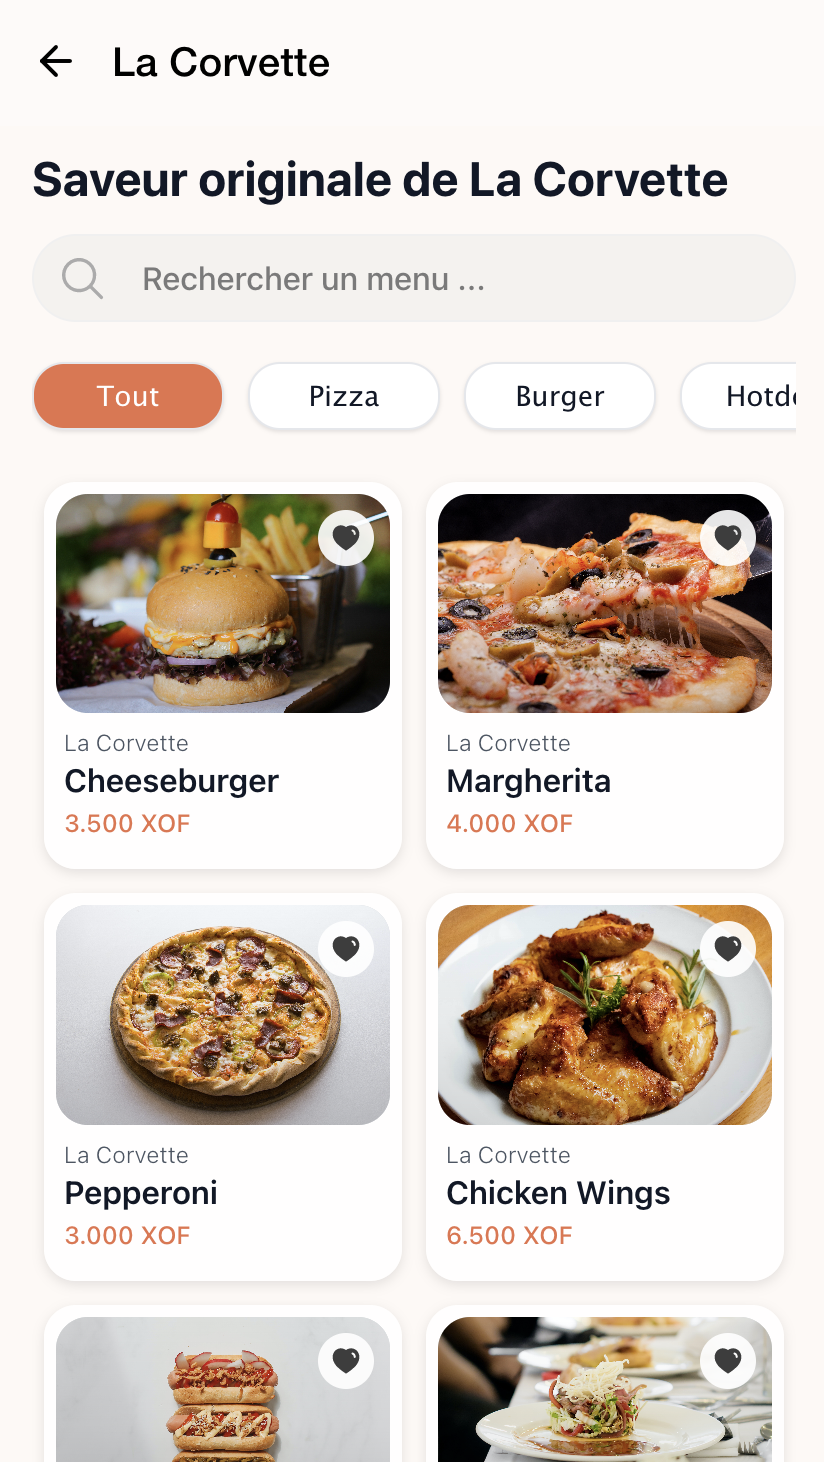 La Corvette
Saveur originale de La Corvette
Rechercher un menu ...
Tout
Pizza
Burger
La Corvette
Cheeseburger
3.500 XOF
La Corvette
Margherita
4.000 XOF
La Corvette
Pepperoni
3.000 XOF
La Corvette
Chicken Wings
6.500 XOF